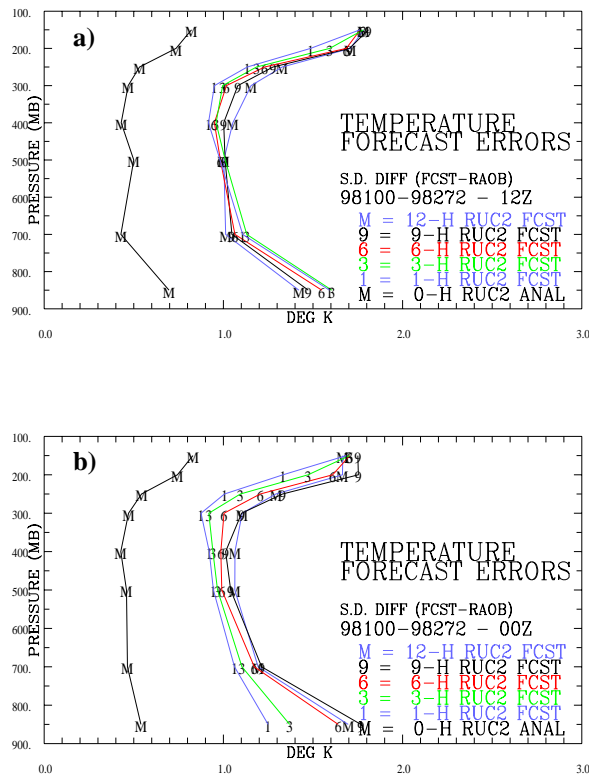 100.
a)
200.
300.
400.
500.
600.
700.
800.
900.
PRESSURE (MB)
TEMPERATURE
FORECAST ERRORS
S.D. DIFF (FCST-RAOB)
98100-98272 - 12Z
M = 12-H RUC2 FCST
9 = 9-H RUC2 FCST
6 = 6-H RUC2 FCST
3 = 3-H RUC2 FCST
1 = 1-H RUC2 FCST
M = 0-H RUC2 ANAL
0.0 1.0 2.0 3.0
DEG K
100.
b)
200.
300.
400.
500.
600.
700.
800.
900.
PRESSURE (MB)
TEMPERATURE
FORECAST ERRORS
S.D. DIFF (FCST-RAOB)
98100-98272 - 00Z
M = 12-H RUC2 FCST
9 = 9-H RUC2 FCST
6 = 6-H RUC2 FCST
3 = 3-H RUC2 FCST
1 = 1-H RUC2 FCST
M = 0-H RUC2 ANAL
0.0 1.0 2.0 3.0
DEG K